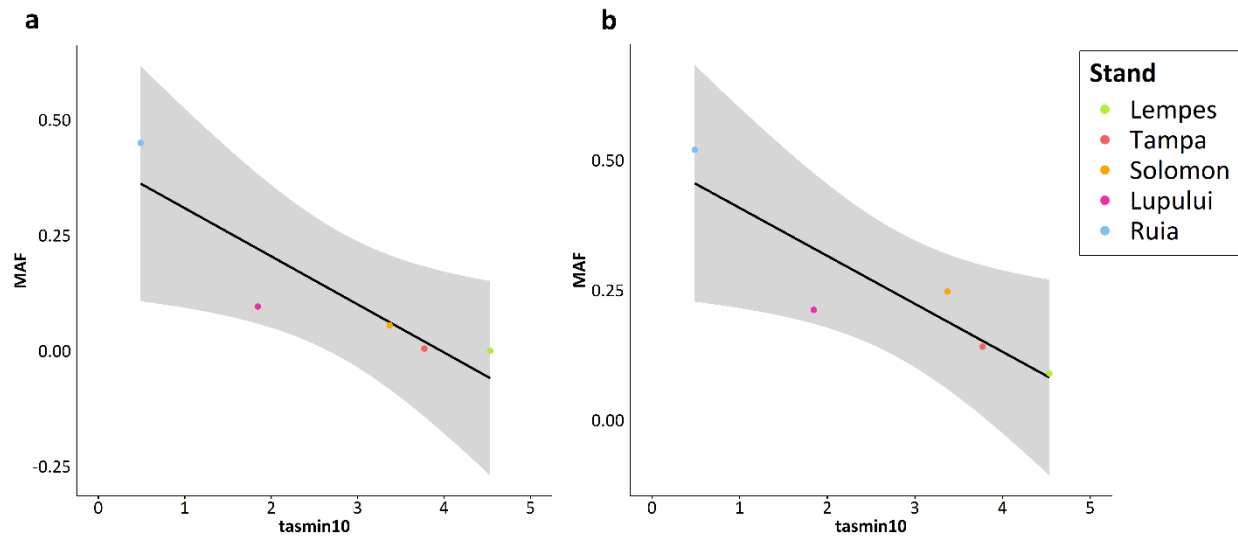 a
MAF
0.50
0.25
0.00
-0.25
0 1 2 3 4 5
tasmin10
b
MAF
0.50
0.25
0.00
0 1 2 3 4 5
tasmin10
Stand
Lempes
Tampa
Solomon
Lupului
Ruia